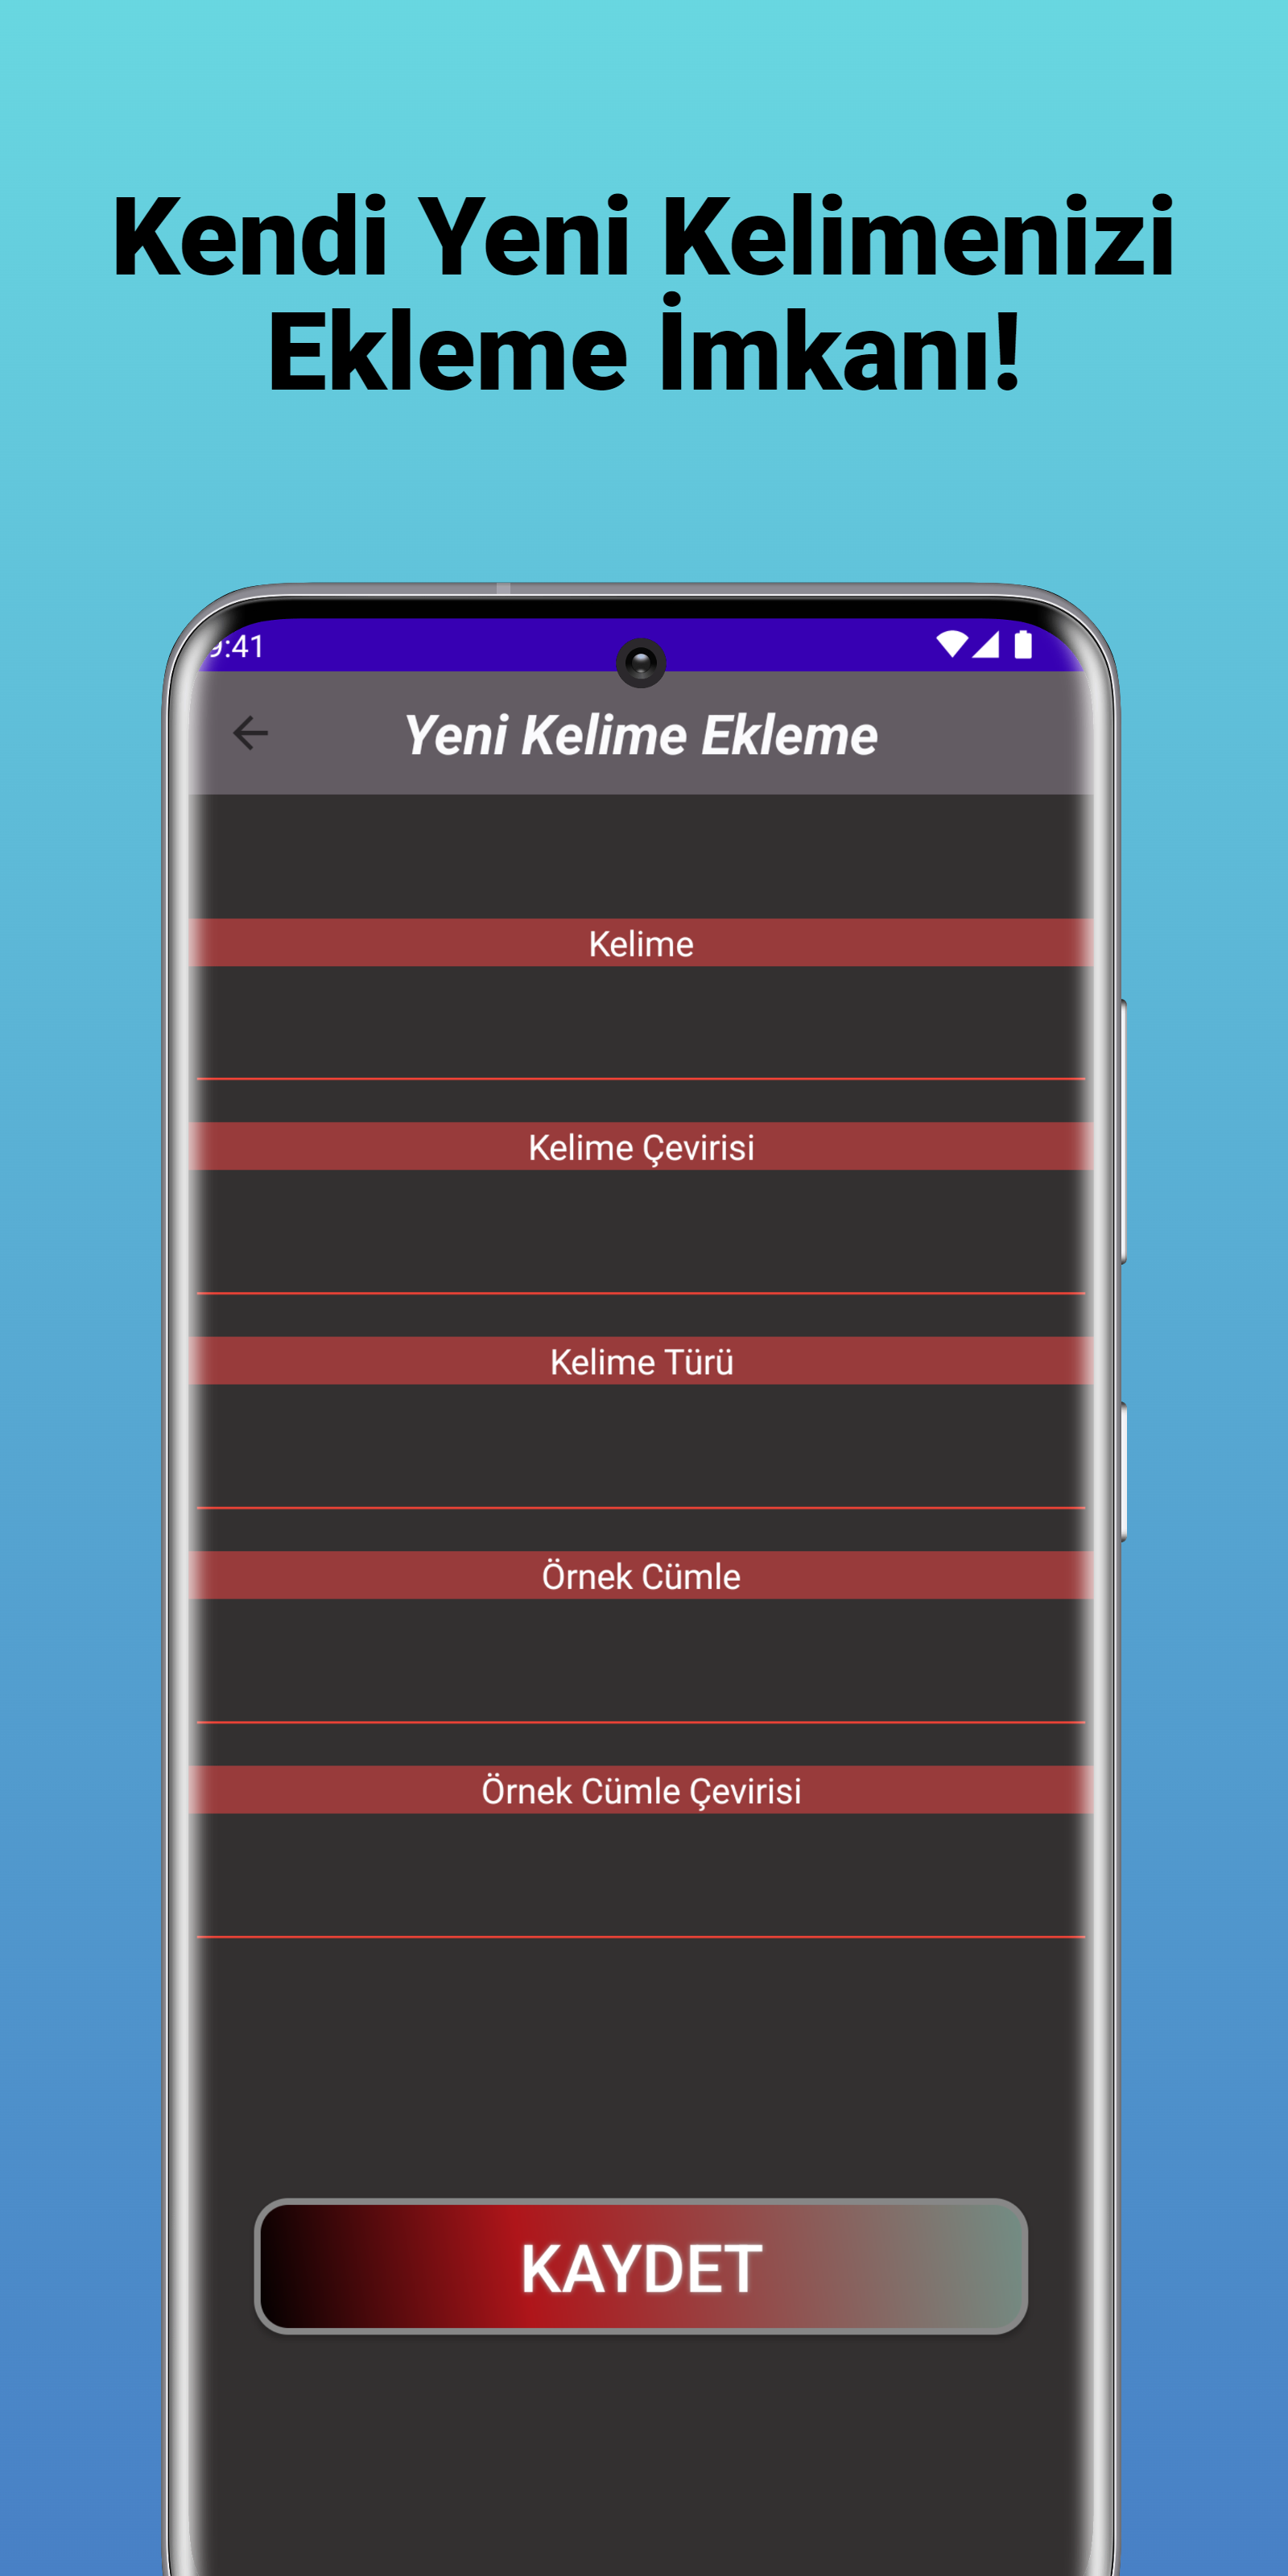 Kendi Yeni Kelimenizi
Ekleme İmkanı!
9:41
Yeni Kelime Ekleme
Kelime
Kelime Çevirisi
Kelime Türü
Örnek Cümle
Örnek Cümle Çevirisi
KAYDET